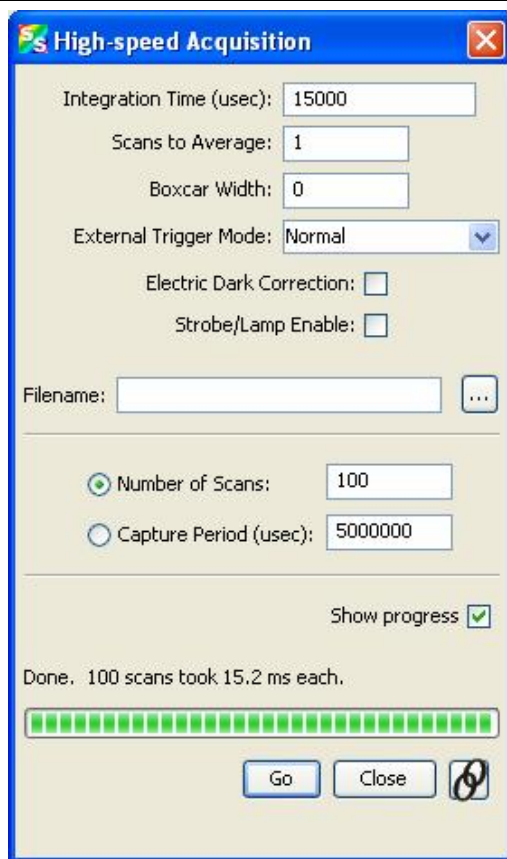 High-speed Acquisition
Integration Time (usec): 15000
Scans to Average: 1
Boxcar Width: 0
External Trigger Mode: Normal
Electric Dark Correction:
Strobe/Lamp Enable:
Filename: ...
Number of Scans: 100
Capture Period (usec): 5000000
Show progress
Done. 100 scans took 15.2 ms each.
Go Close